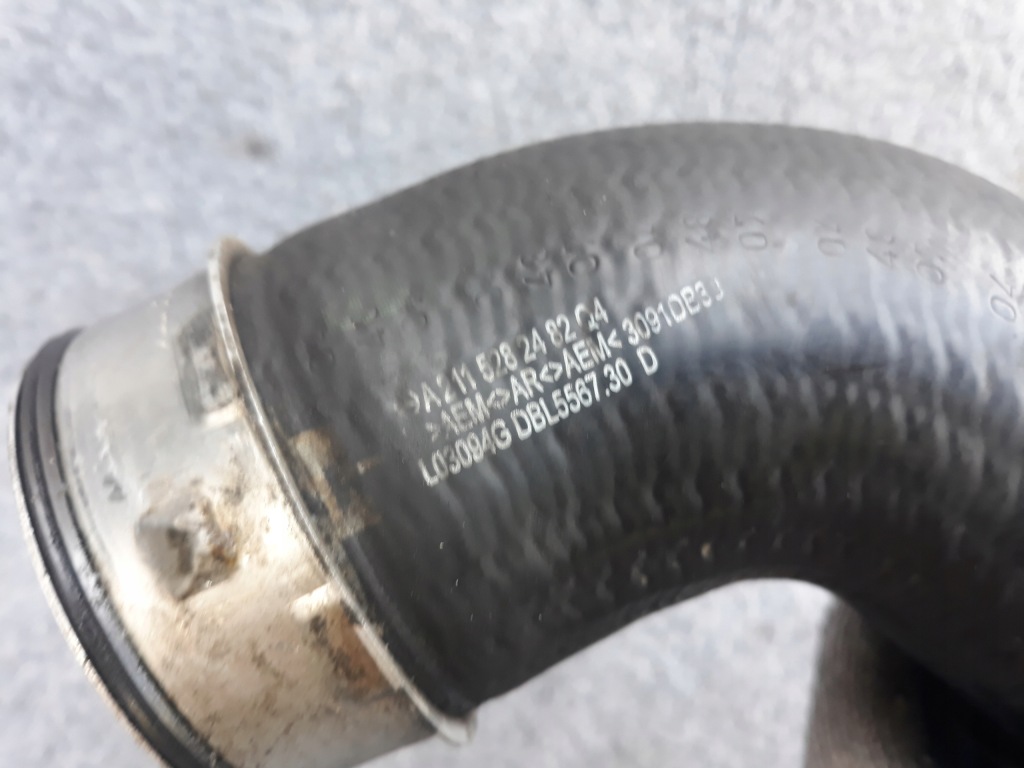 A 211 528 24 82 Q4
>AEM<>AR<>AEM< 3091DB3
L03094G DBL5567.30 D